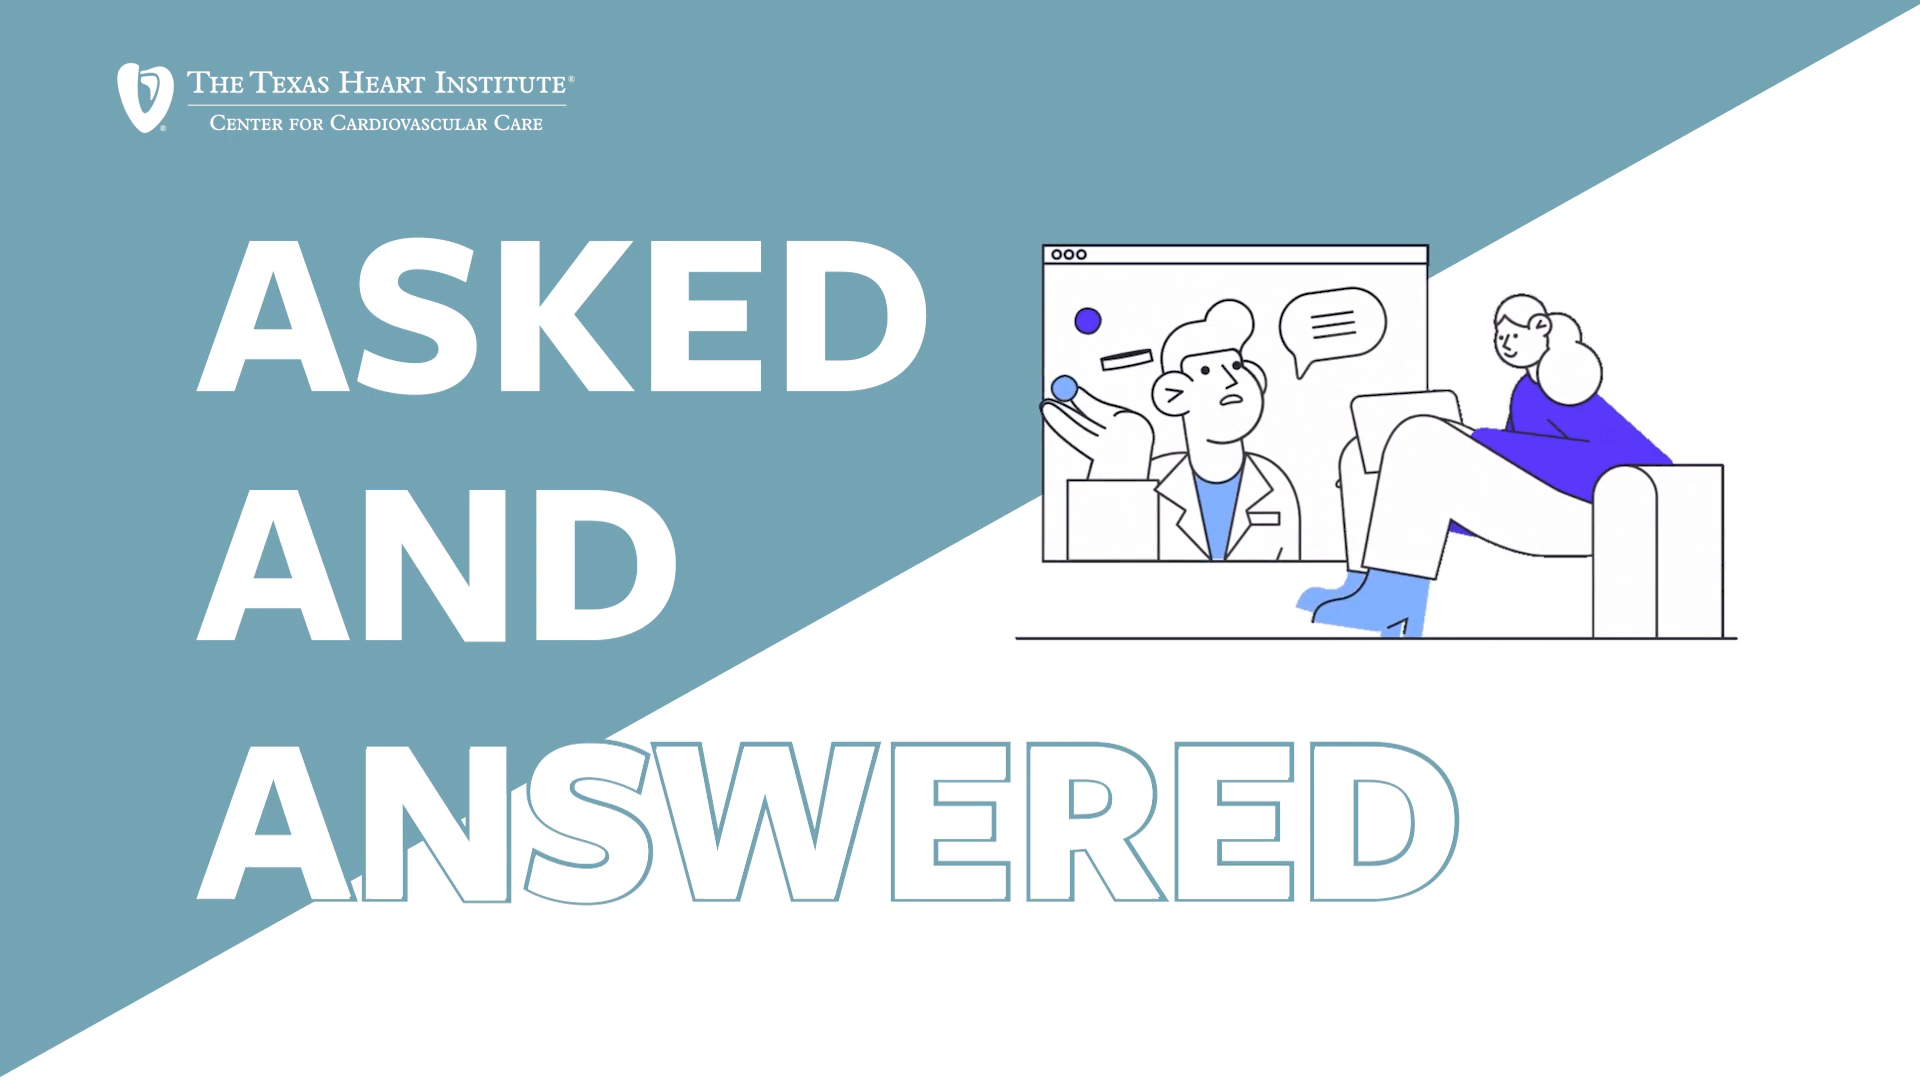 THE TEXAS HEART INSTITUTE®
CENTER FOR CARDIOVASCULAR CARE
ASKED
AND
ANSWERED